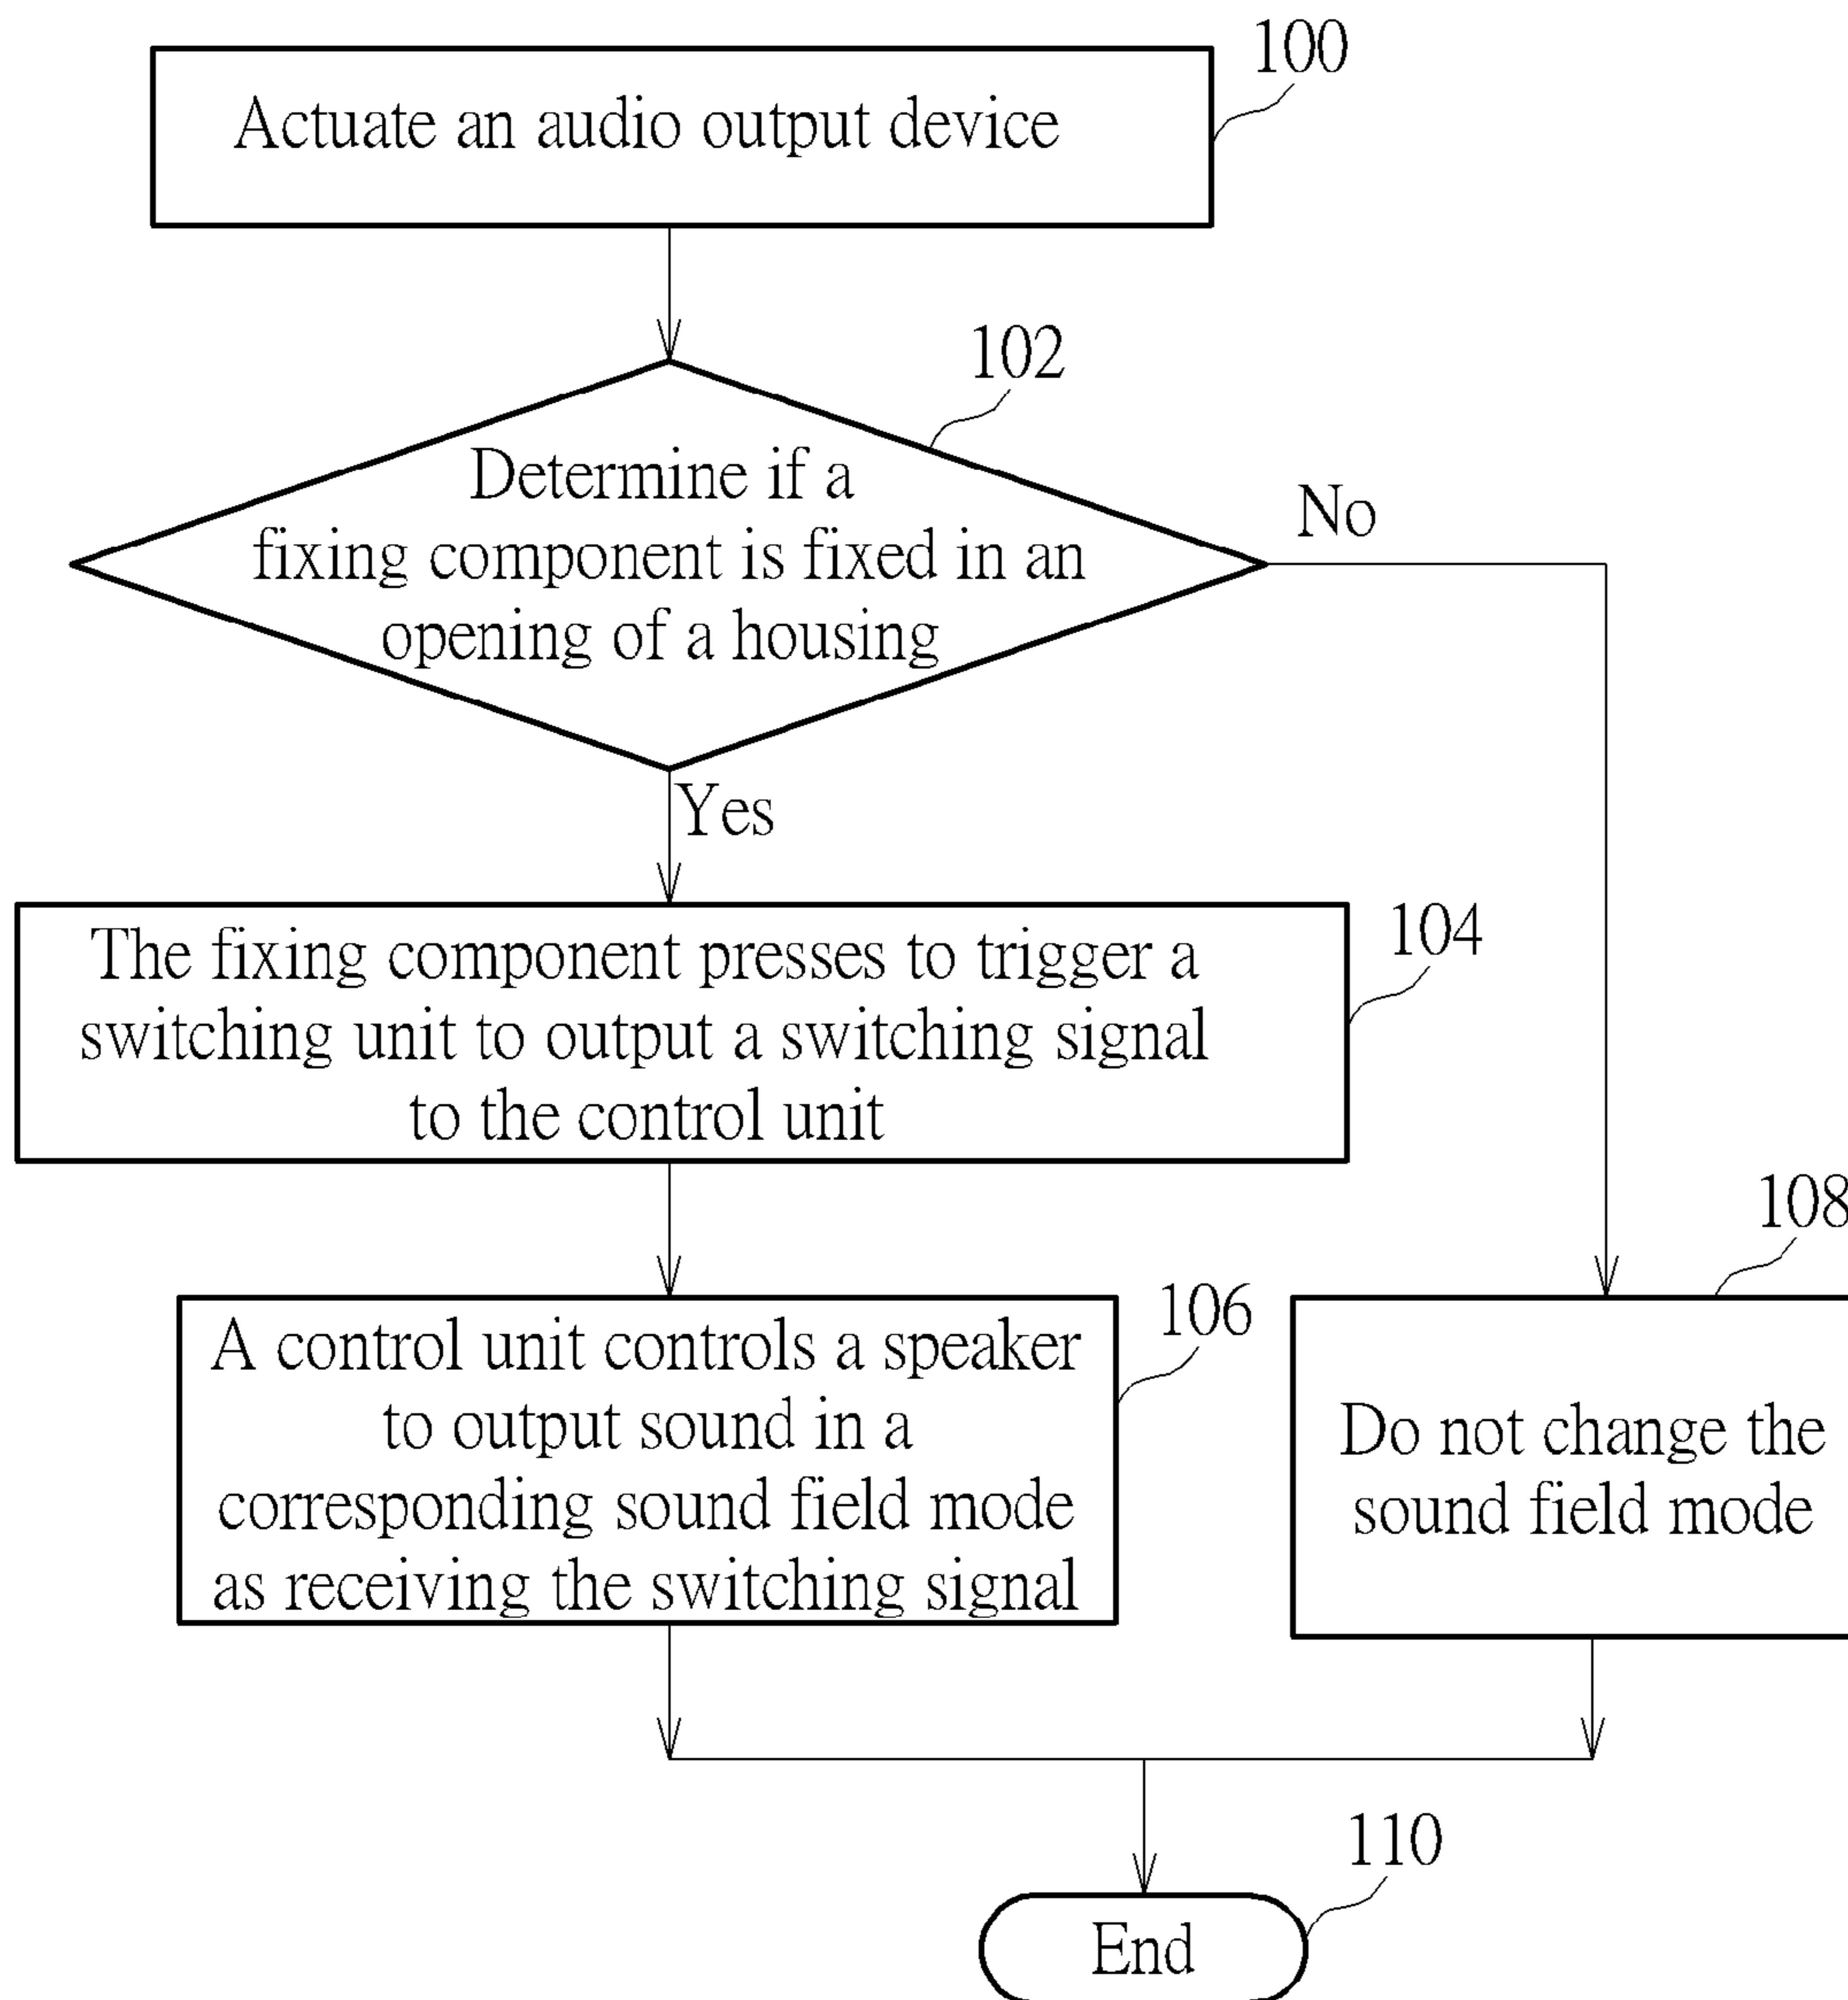 100
Actuate an audio output device
102
Determine if a
fixing component is fixed in an
opening of a housing
No
Yes
104
The fixing component presses to trigger a
switching unit to output a switching signal
to the control unit
106
A control unit controls a speaker
to output sound in a
corresponding sound field mode
as receiving the switching signal
108
Do not change the
sound field mode
110
End